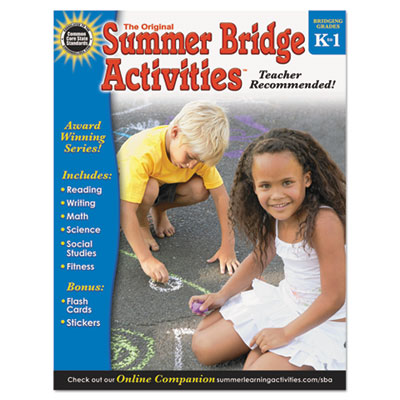 The Original
Summer Bridge
Activities™
Teacher
Recommended!
BRIDGING
GRADES
K to 1
Common
Core State
Standards
Award
Winning
Series!
Includes:
• Reading
• Writing
• Math
• Science
• Social
Studies
• Fitness
Bonus:
• Flash
Cards
• Stickers
Check out our Online Companion summerlearningactivities.com/sba